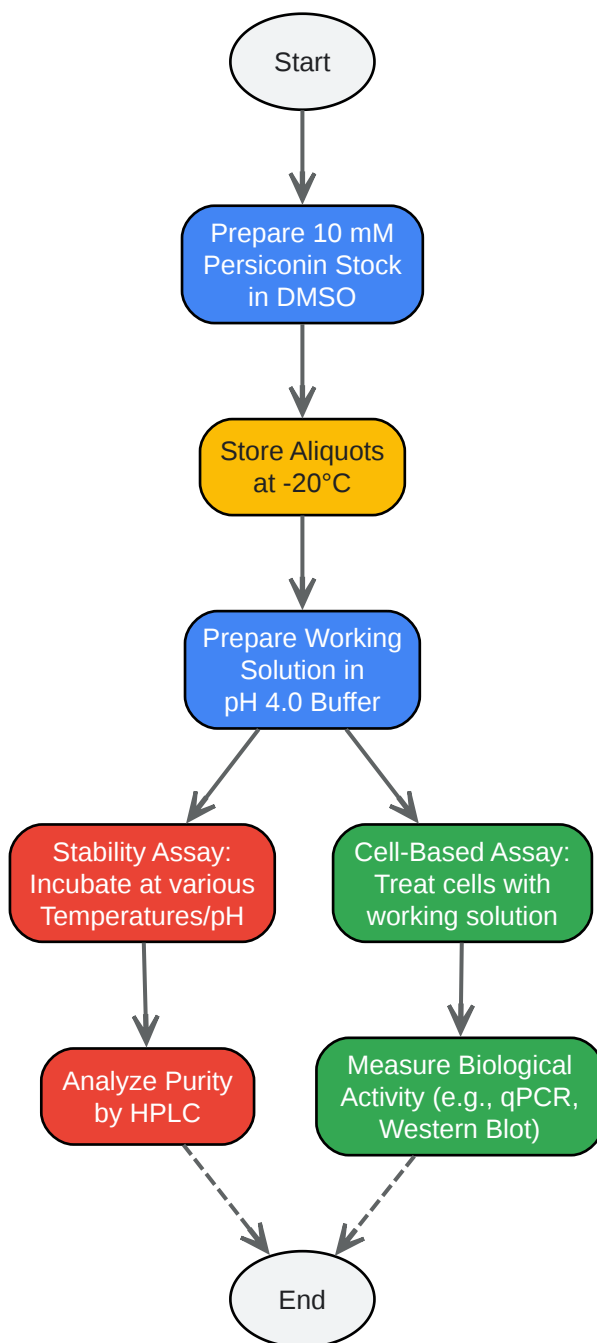 Start
Prepare 10 mM
Persiconin Stock
in DMSO
Store Aliquots
at -20°C
Prepare Working
Solution in
pH 4.0 Buffer
Stability Assay:
Incubate at various
Temperatures/pH
Cell-Based Assay:
Treat cells with
working solution
Analyze Purity
by HPLC
Measure Biological
Activity (e.g., qPCR,
Western Blot)
End